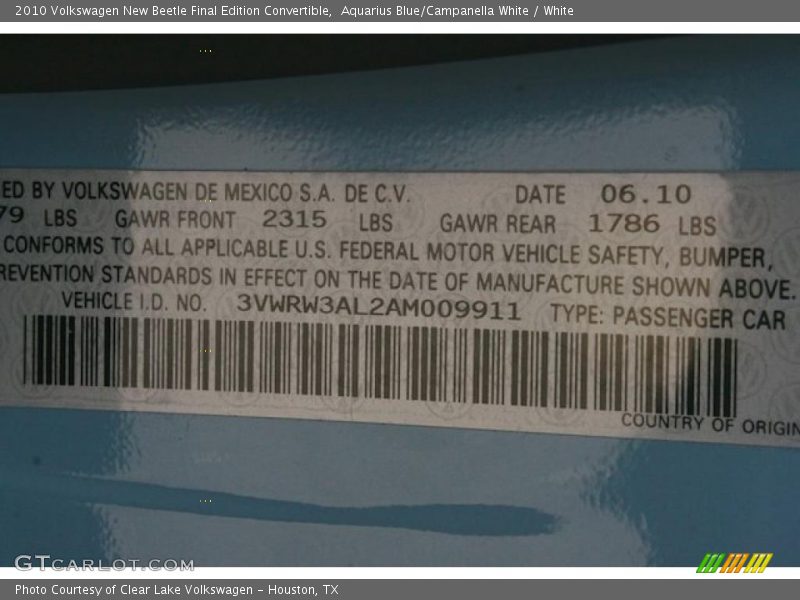 2010 Volkswagen New Beetle Final Edition Convertible,  Aquarius Blue/Campanella White / White
ED BY VOLKSWAGEN DE MEXICO S.A. DE C.V. DATE 06.10
79 LBS GAWR FRONT 2315 LBS GAWR REAR 1786 LBS
CONFORMS TO ALL APPLICABLE U.S. FEDERAL MOTOR VEHICLE SAFETY, BUMPER,
REVENTION STANDARDS IN EFFECT ON THE DATE OF MANUFACTURE SHOWN ABOVE.
VEHICLE I.D. NO. 3VWRW3AL2AM009911 TYPE: PASSENGER CAR
COUNTRY OF ORIGIN
GTCARLOT.COM
Photo Courtesy of Clear Lake Volkswagen - Houston, TX